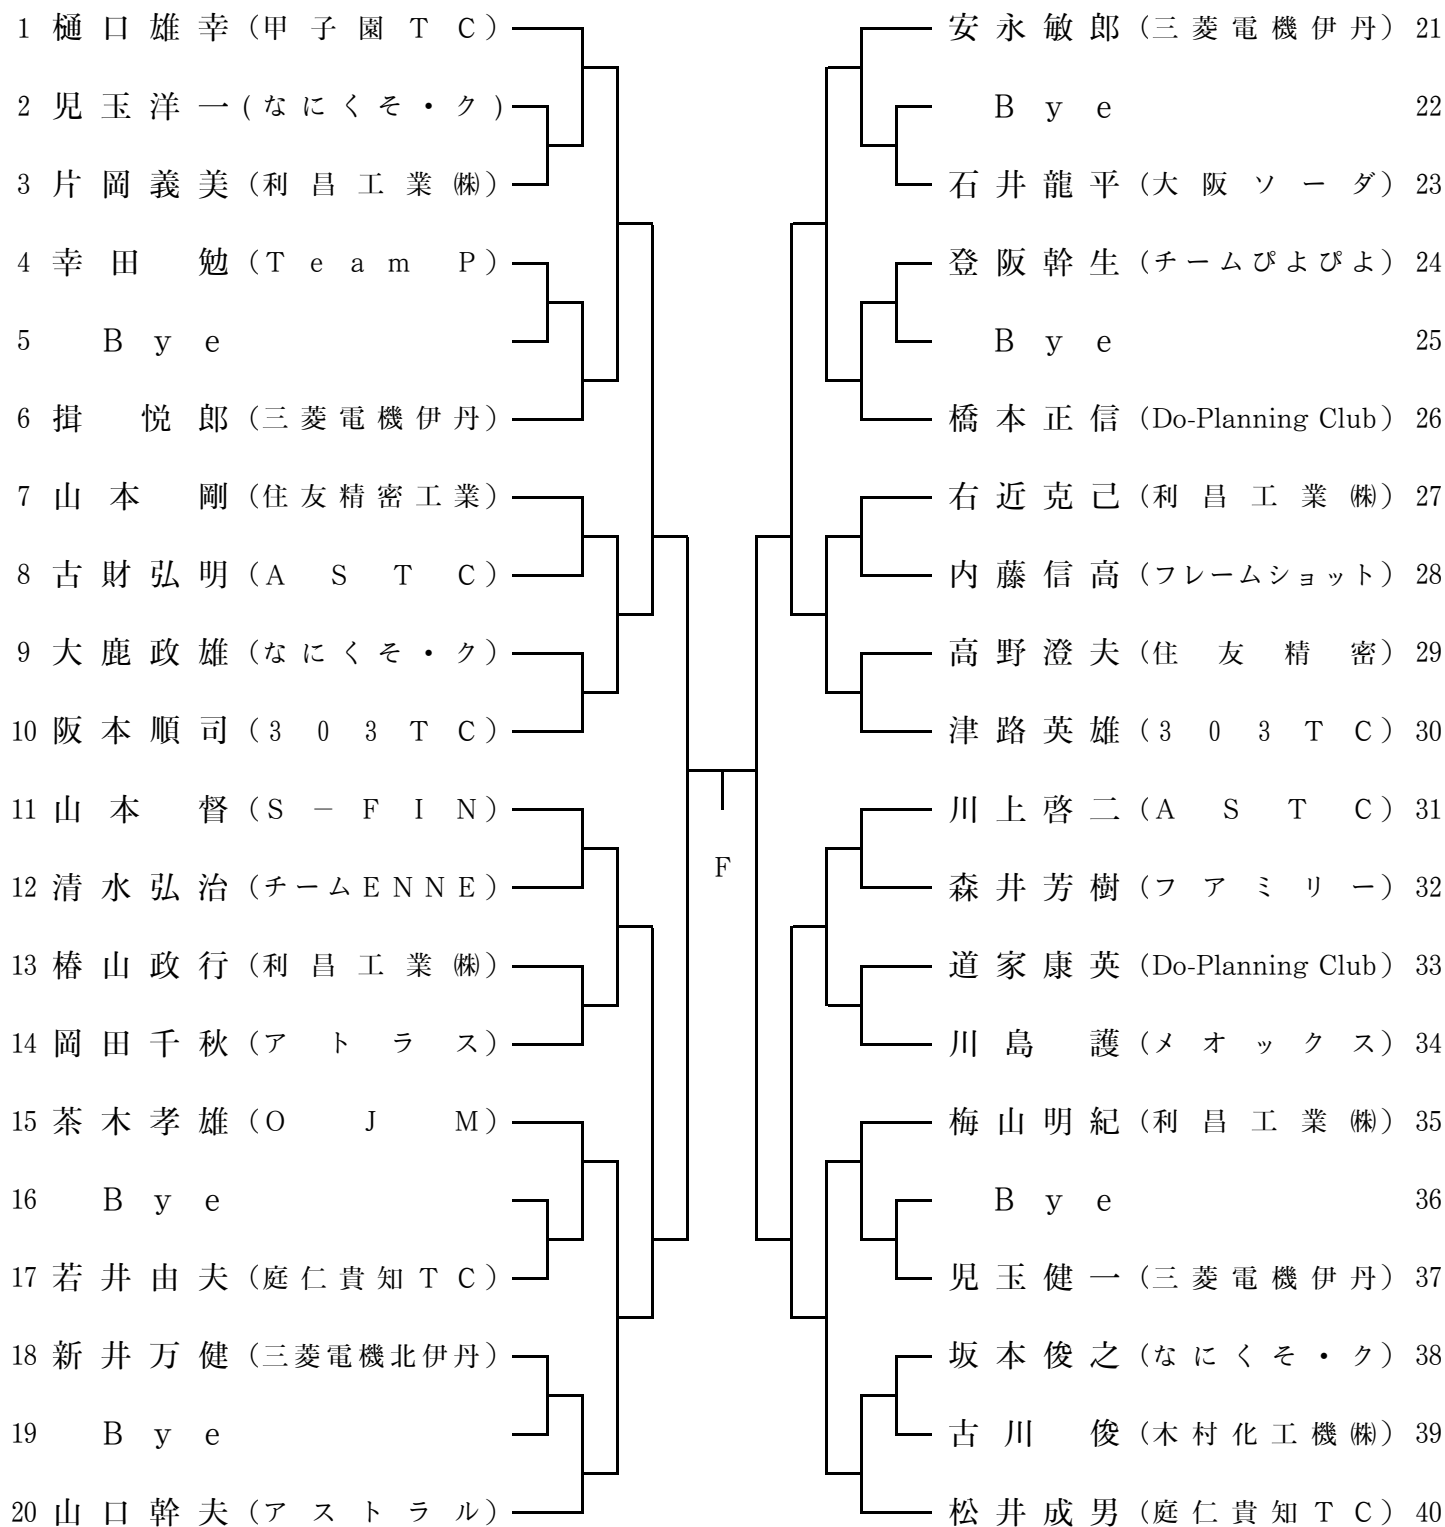 1 樋口雄幸(甲子園TC)
2 児玉洋一(なにくそ・ク)
3 片岡義美(利昌工業㈱)
4 幸田 勉(Team P)
5 Bye
6 揖 悦郎(三菱電機伊丹)
7 山本 剛(住友精密工業)
8 古財弘明(ASTC)
9 大鹿政雄(なにくそ・ク)
10 阪本順司(303TC)
11 山本 督(S−FIN)
12 清水弘治(チームENNE)
13 椿山政行(利昌工業㈱)
14 岡田千秋(アトラス)
15 茶木孝雄(OJM)
16 Bye
17 若井由夫(庭仁貴知TC)
18 新井万健(三菱電機北伊丹)
19 Bye
20 山口幹夫(アストラル)
F
安永敏郎(三菱電機伊丹) 21
Bye 22
石井龍平(大阪ソーダ) 23
登阪幹生(チームぴよぴよ) 24
Bye 25
橋本正信(Do-Planning Club) 26
右近克己(利昌工業㈱) 27
内藤信高(フレームショット) 28
高野澄夫(住友精密) 29
津路英雄(303TC) 30
川上啓二(ASTC) 31
森井芳樹(フアミリー) 32
道家康英(Do-Planning Club) 33
川島 護(メオックス) 34
梅山明紀(利昌工業㈱) 35
Bye 36
児玉健一(三菱電機伊丹) 37
坂本俊之(なにくそ・ク) 38
古川 俊(木村化工機㈱) 39
松井成男(庭仁貴知TC) 40